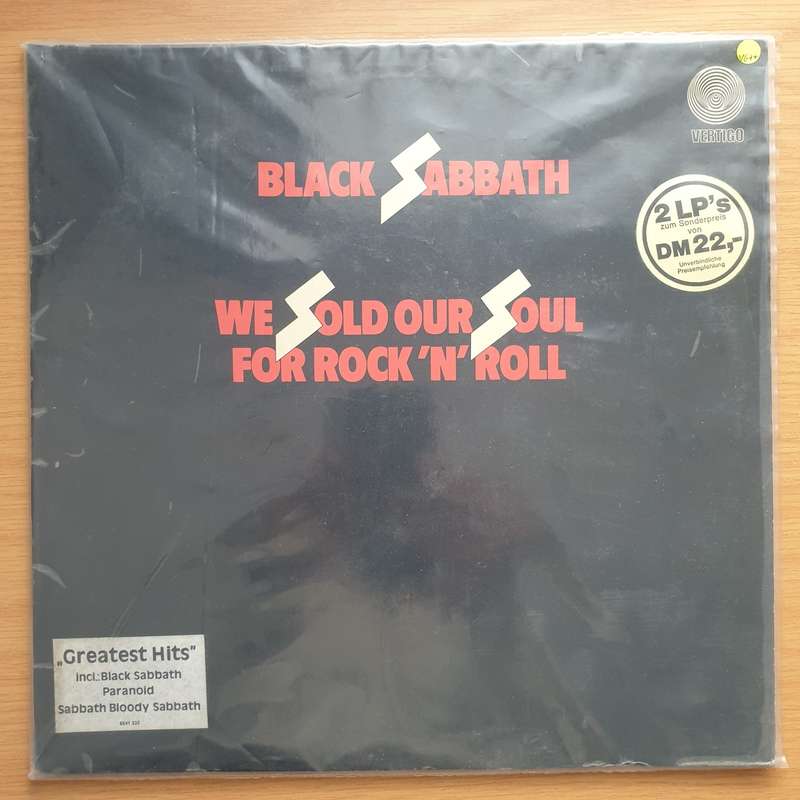 VERTIGO
BLACK SABBATH
2 LP's
zum Sonderpreis
von
DM 22,-
Unverbindliche
Preisempfehlung
WE SOLD OUR SOUL
FOR ROCK 'N' ROLL
„Greatest Hits"
incl.: Black Sabbath
Paranoid
Sabbath Bloody Sabbath